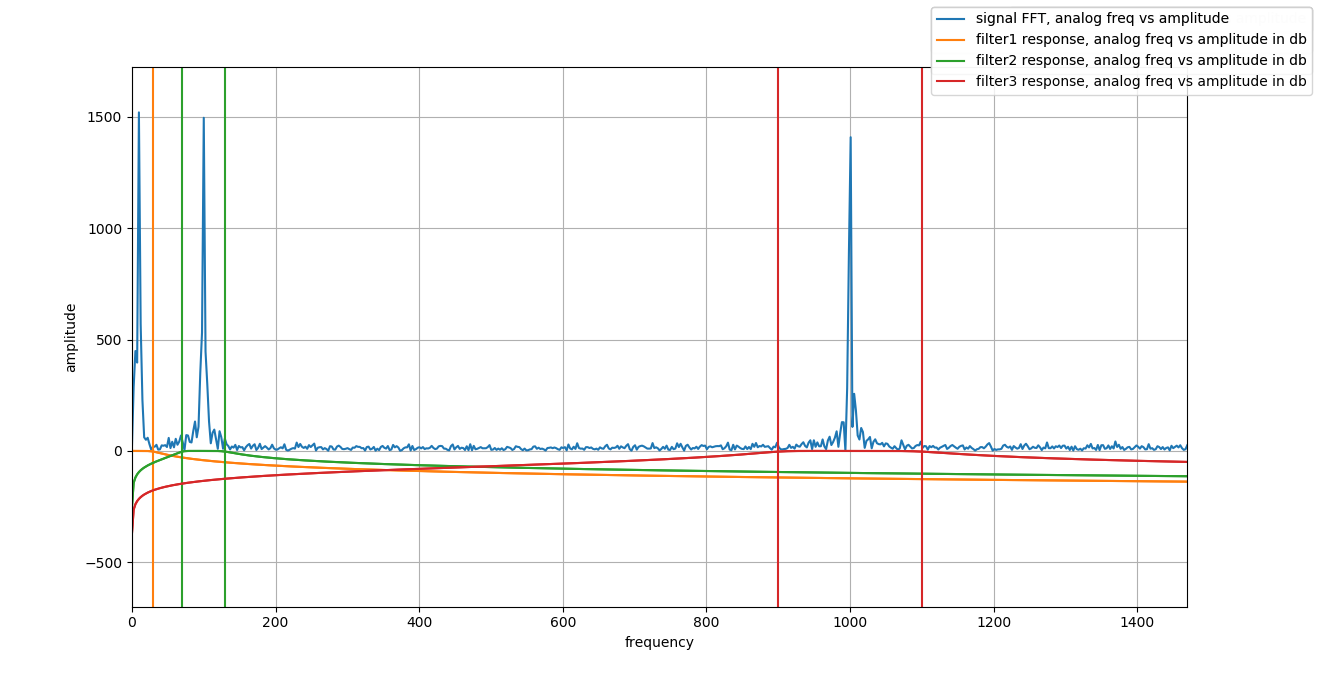 signal FFT, analog freq vs amplitude
filter1 response, analog freq vs amplitude in db
filter2 response, analog freq vs amplitude in db
filter3 response, analog freq vs amplitude in db
1500
1000
500
0
−500
amplitude
0 200 400 600 800 1000 1200 1400
frequency